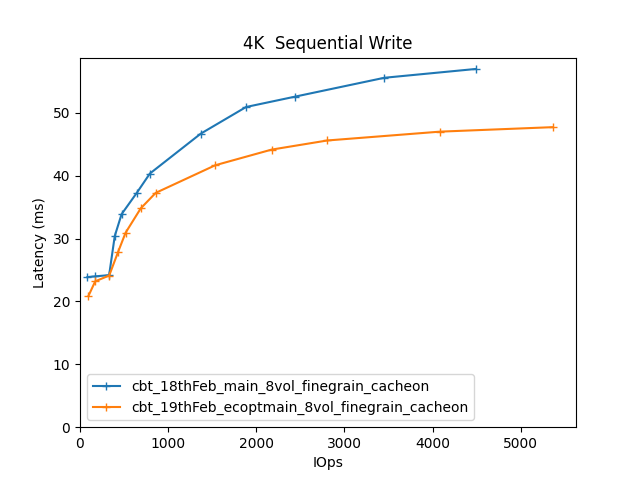 4K  Sequential Write
Latency (ms)
50
40
30
20
10
0
0 1000 2000 3000 4000 5000
IOps
cbt_18thFeb_main_8vol_finegrain_cacheon
cbt_19thFeb_ecoptmain_8vol_finegrain_cacheon